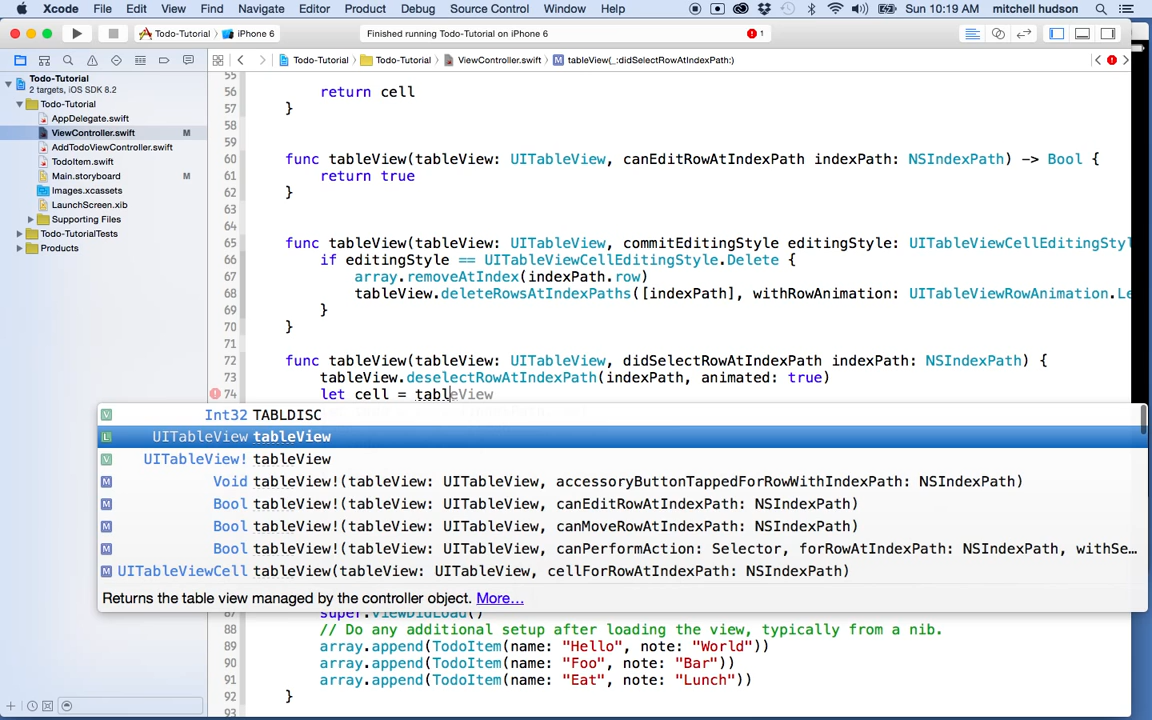 Xcode File Edit View Find Navigate Editor Product Debug Source Control Window Help Sun 10:19 AM mitchell hudson
Todo-Tutorial iPhone 6 Finished running Todo-Tutorial on iPhone 6 1
Todo-Tutorial Todo-Tutorial ViewController.swift tableView(_:didSelectRowAtIndexPath:)
Todo-Tutorial
2 targets, iOS SDK 8.2
Todo-Tutorial
AppDelegate.swift
ViewController.swift M
AddTodoViewController.swift
TodoItem.swift
Main.storyboard M
Images.xcassets
LaunchScreen.xib
Supporting Files
Todo-TutorialTests
Products
55
56 return cell
57 }
58
59
60 func tableView(tableView: UITableView, canEditRowAtIndexPath indexPath: NSIndexPath) -> Bool {
61 return true
62 }
63
64
65 func tableView(tableView: UITableView, commitEditingStyle editingStyle: UITableViewCellEditingStyl
66 if editingStyle == UITableViewCellEditingStyle.Delete {
67 array.removeAtIndex(indexPath.row)
68 tableView.deleteRowsAtIndexPaths([indexPath], withRowAnimation: UITableViewRowAnimation.Le
69 }
70 }
71
72 func tableView(tableView: UITableView, didSelectRowAtIndexPath indexPath: NSIndexPath) {
73 tableView.deselectRowAtIndexPath(indexPath, animated: true)
74 let cell = tableView
Int32 TABLDISC
UITableView tableView
UITableView! tableView
Void tableView!(tableView: UITableView, accessoryButtonTappedForRowWithIndexPath: NSIndexPath)
Bool tableView!(tableView: UITableView, canEditRowAtIndexPath: NSIndexPath)
Bool tableView!(tableView: UITableView, canMoveRowAtIndexPath: NSIndexPath)
Bool tableView!(tableView: UITableView, canPerformAction: Selector, forRowAtIndexPath: NSIndexPath, withSe...
UITableViewCell tableView(tableView: UITableView, cellForRowAtIndexPath: NSIndexPath)
Returns the table view managed by the controller object. More...
87 super.viewDidLoad()
88 // Do any additional setup after loading the view, typically from a nib.
89 array.append(TodoItem(name: "Hello", note: "World"))
90 array.append(TodoItem(name: "Foo", note: "Bar"))
91 array.append(TodoItem(name: "Eat", note: "Lunch"))
92 }
93